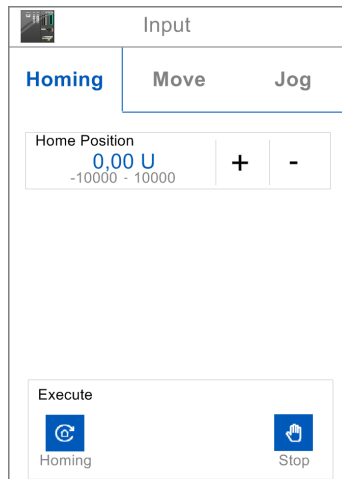 Input
Homing Move Jog
Home Position
0,00 U + -
-10000 - 10000
Execute
Homing Stop